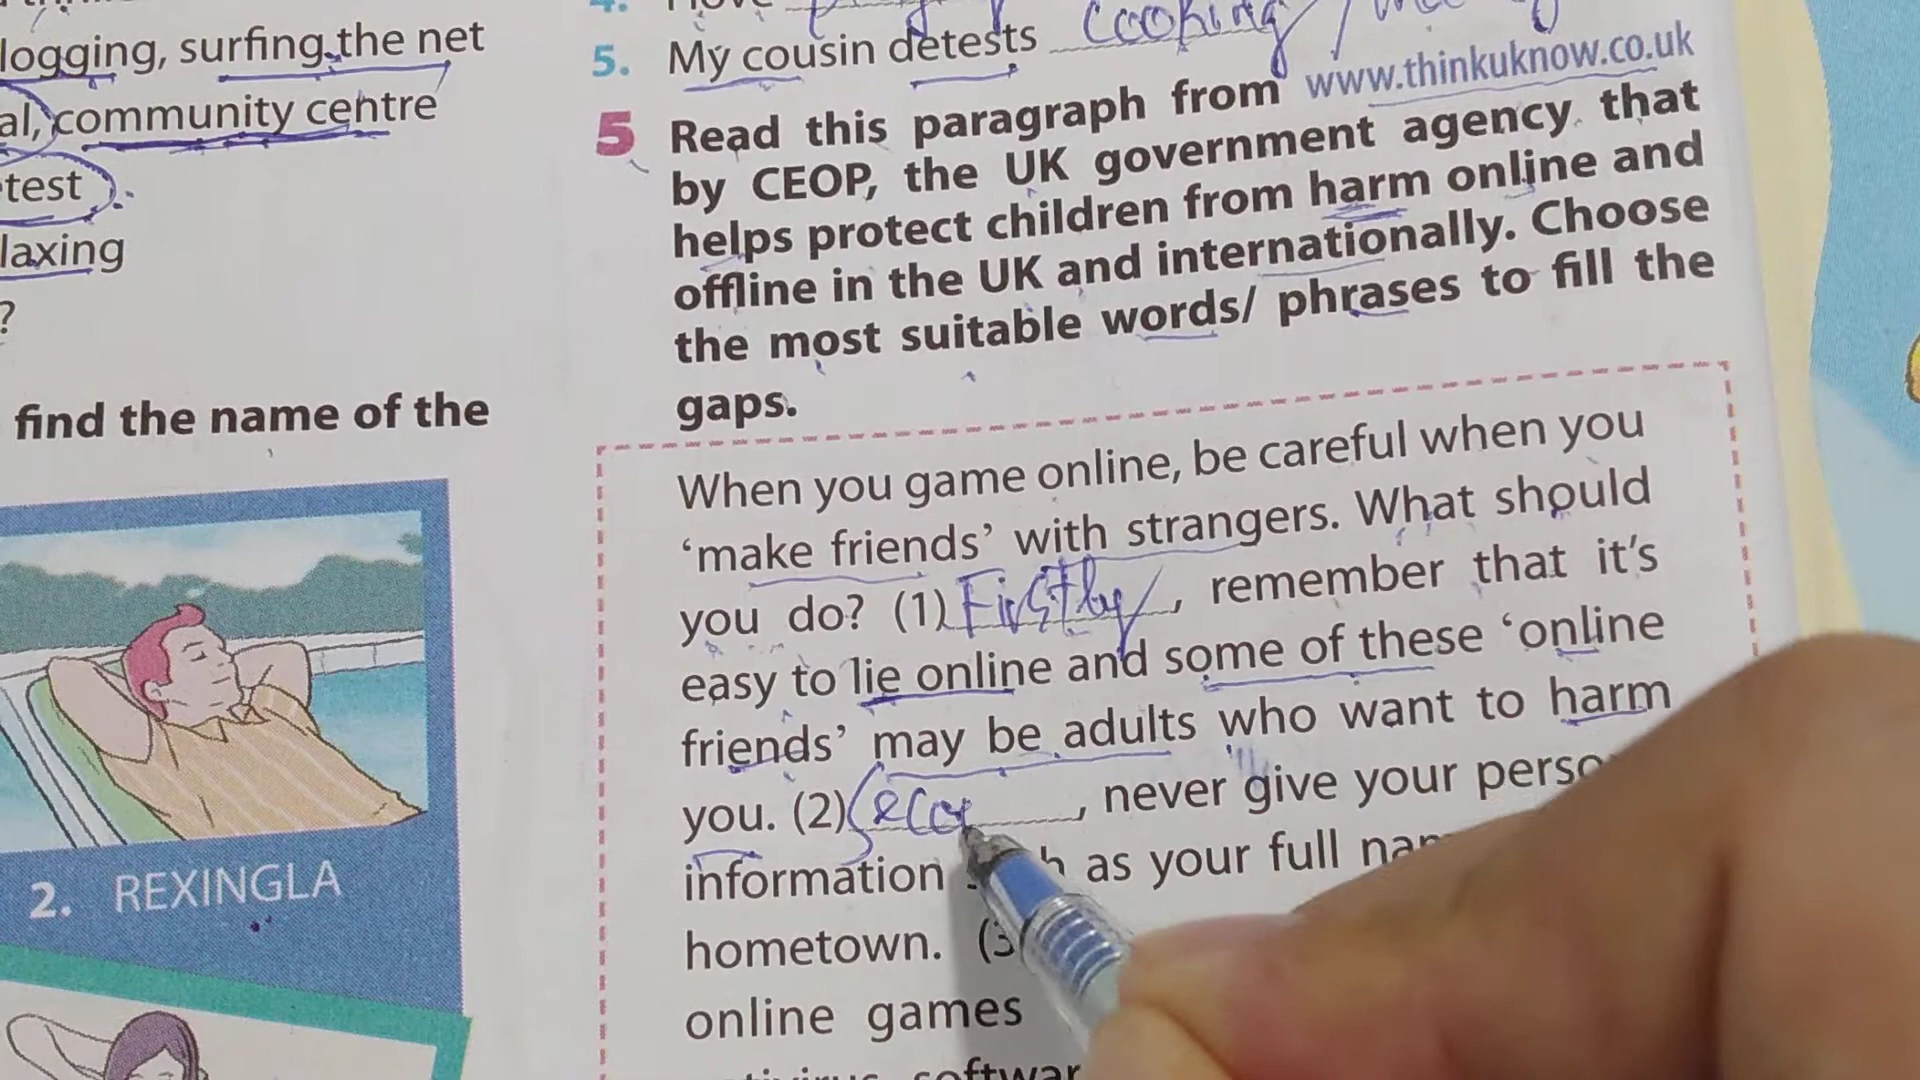 logging, surfing the net
al, community centre
test
laxing
?
find the name of the
2. REXINGLA
4. I love
5. My cousin detests cooking /
5 Read this paragraph from www.thinkuknow.co.uk
by CEOP, the UK government agency that
helps protect children from harm online and
offline in the UK and internationally. Choose
the most suitable words/ phrases to fill the
gaps.
When you game online, be careful when you
‘make friends’ with strangers. What should
you do? (1) Firstly, remember that it’s
easy to lie online and some of these ‘online
friends’ may be adults who want to harm
you. (2) Seco , never give your perso
information as your full nam
hometown. (3
online games
softwar